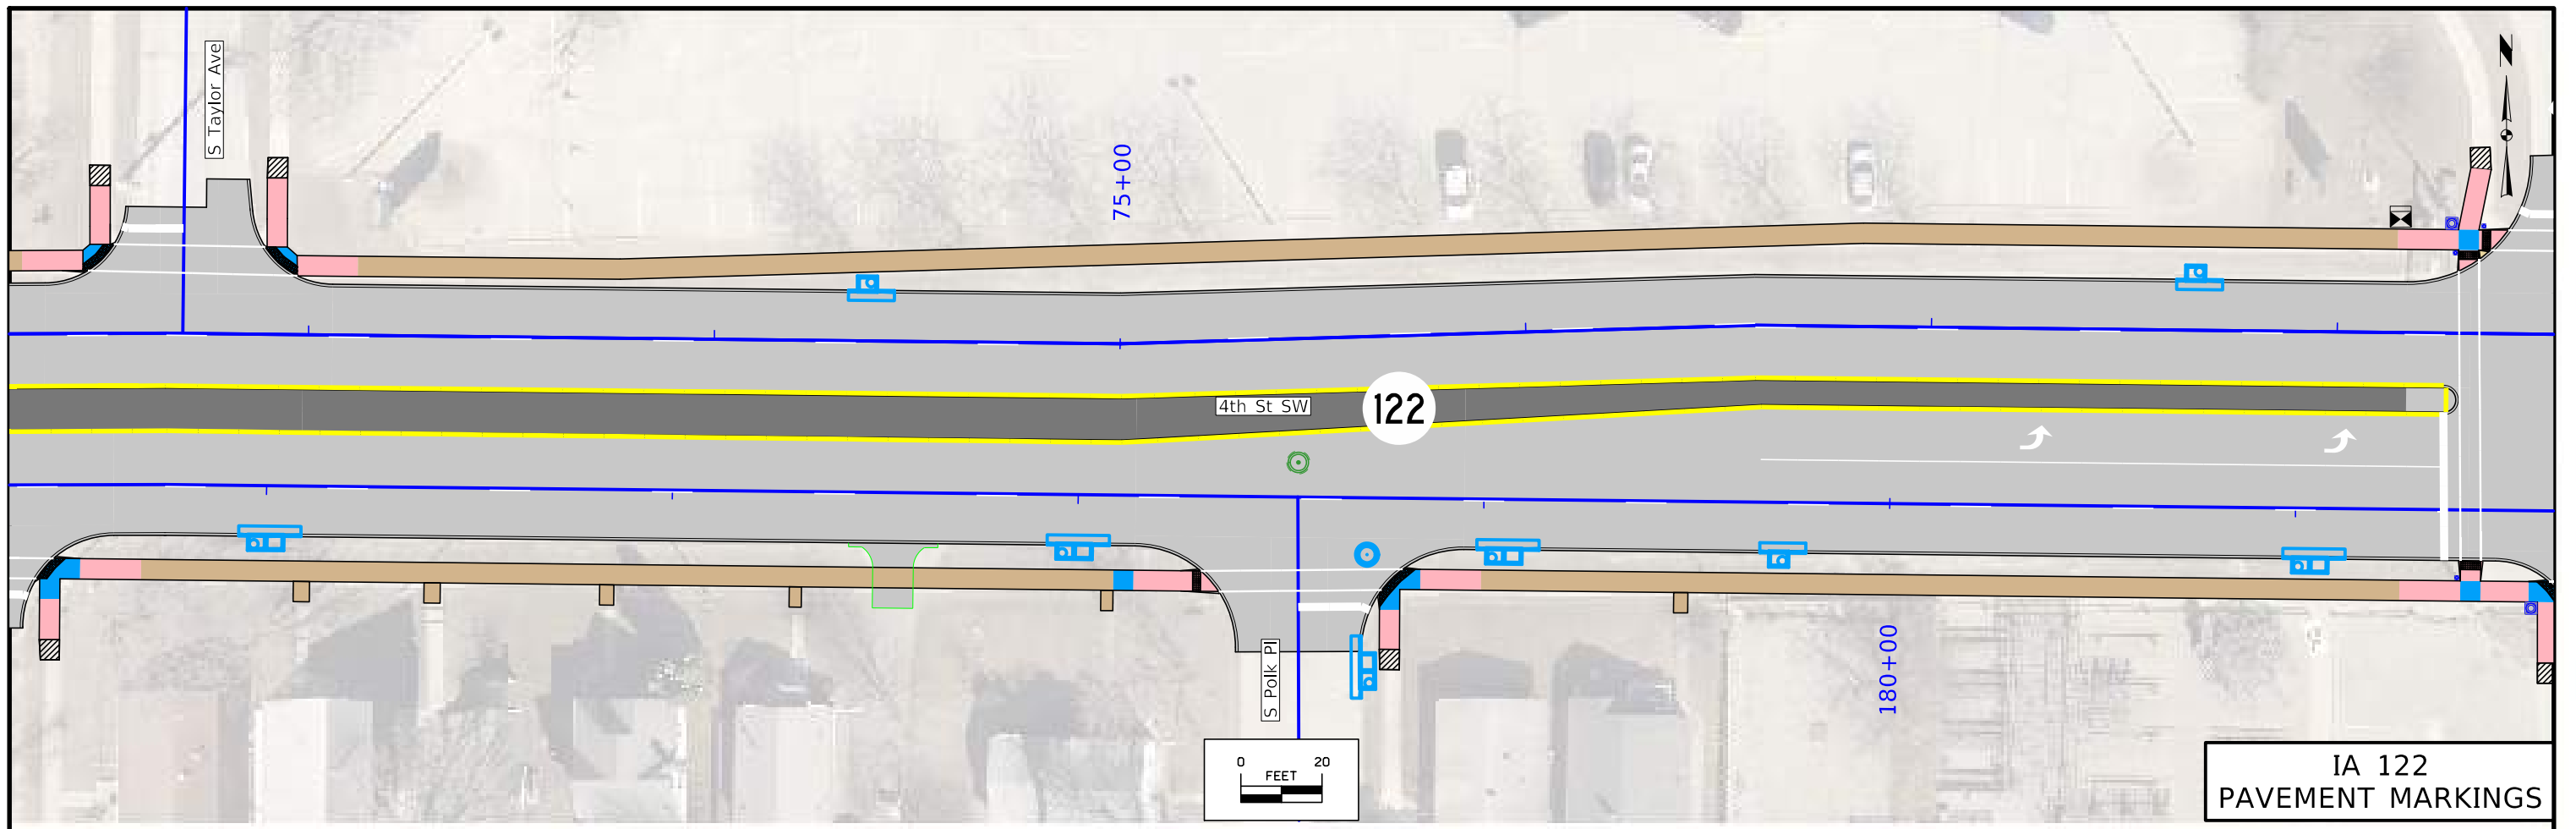 S Taylor Ave
75+00
N
4th St SW
122
S Polk Pl
180+00
0 20
FEET
IA 122
PAVEMENT MARKINGS